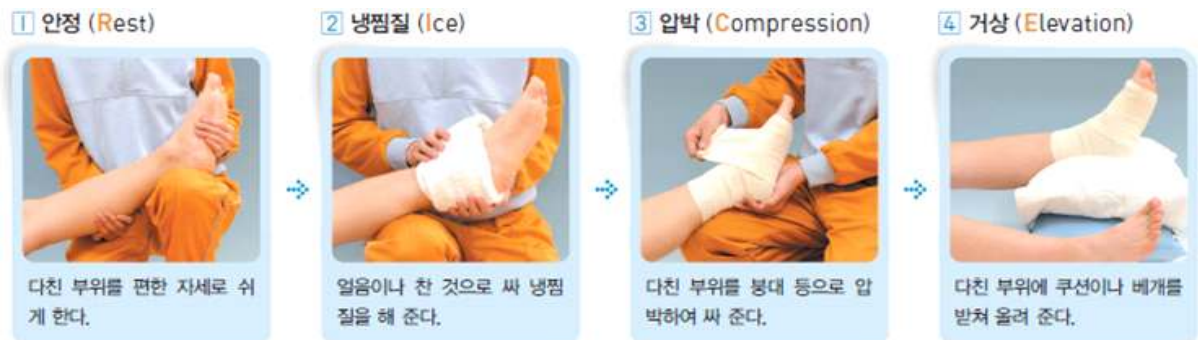 1 안정 (Rest)
2 냉찜질 (Ice)
3 압박 (Compression)
4 거상 (Elevation)
다친 부위를 편한 자세로 쉬
게 한다.
얼음이나 찬 것으로 싸 냉찜
질을 해 준다.
다친 부위를 붕대 등으로 압
박하여 싸 준다.
다친 부위에 쿠션이나 베개를
받쳐 올려 준다.